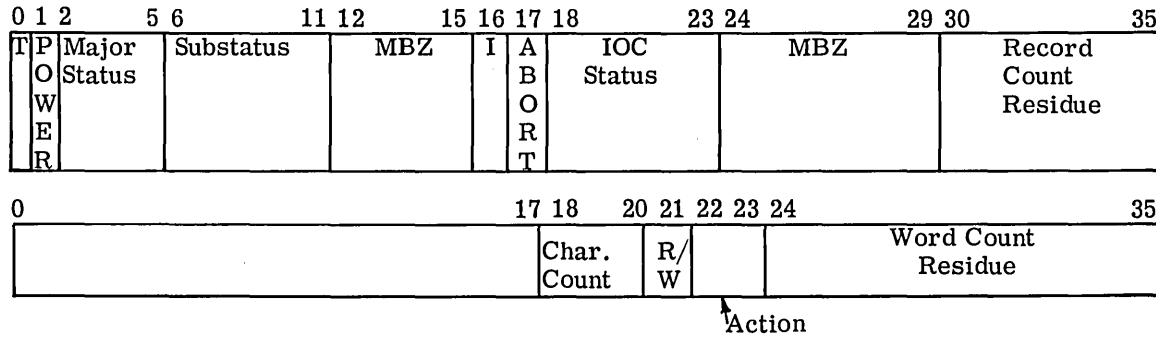 0 1 2 5 6 11 12 15 16 17 18 23 24 29 30 35
T P Major Substatus MBZ I A IOC MBZ Record
O Status B Status Count
W O Residue
E R
R T
0 17 18 20 21 22 23 24 35
Char. R/ Word Count
Count W Residue
Action